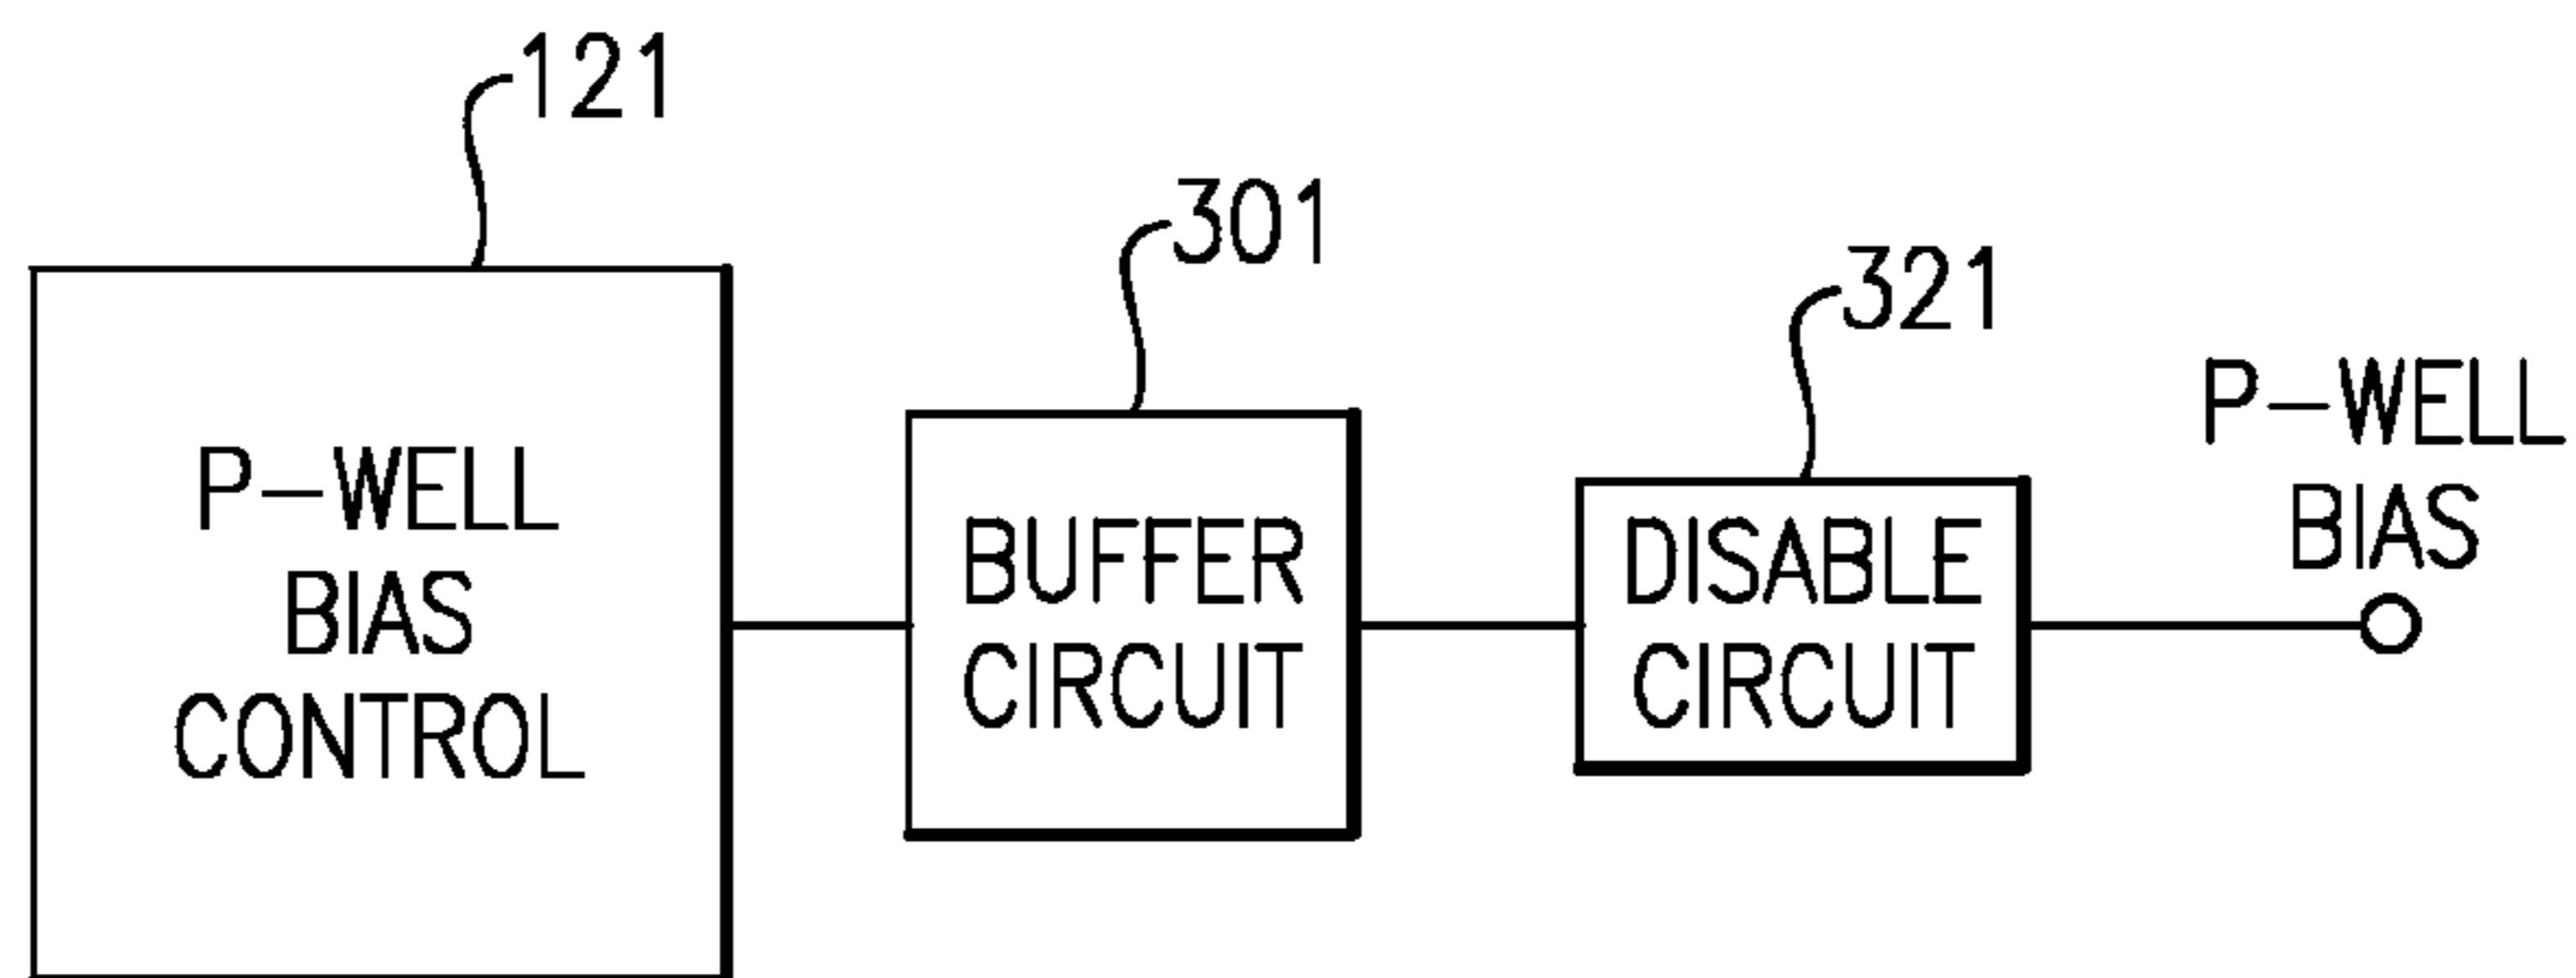 121
301
321
P-WELL
BIAS
CONTROL
BUFFER
CIRCUIT
DISABLE
CIRCUIT
P-WELL
BIAS